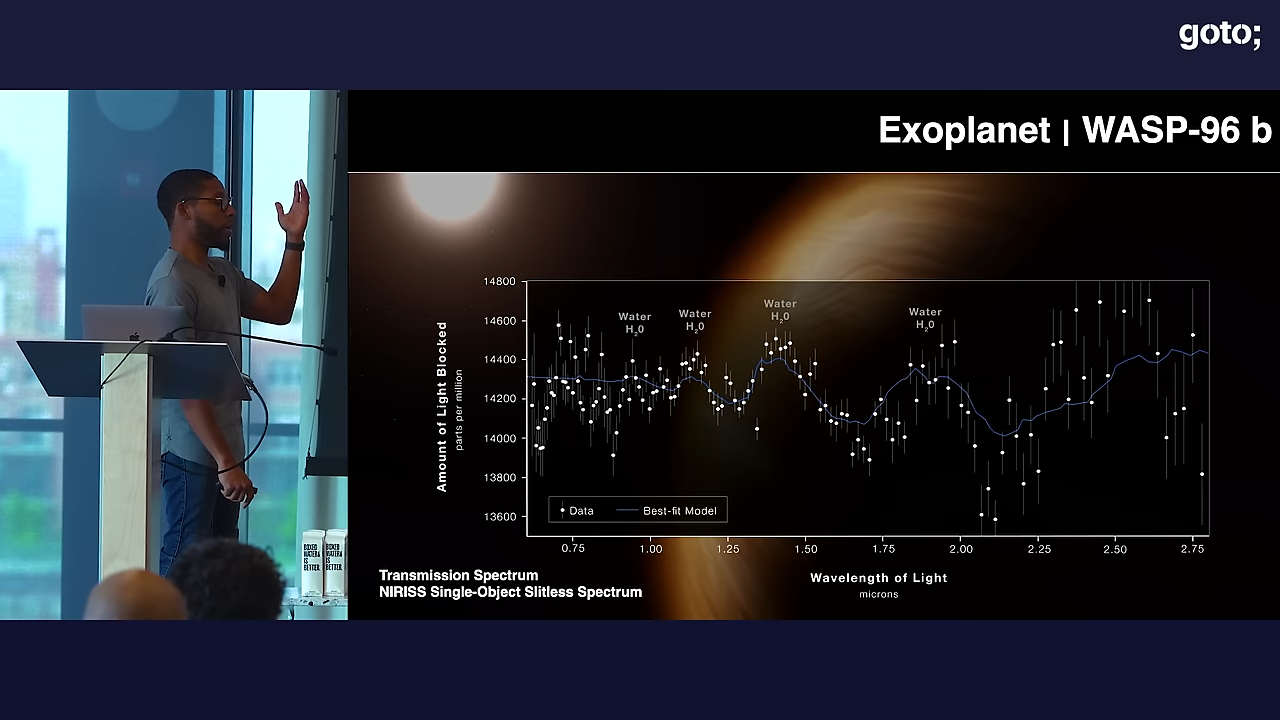 goto;
Exoplanet | WASP-96 b
14800
14600
14400
14200
14000
13800
13600
Amount of Light Blocked
parts per million
Water
H2O
Water
H2O
Water
H2O
Water
H2O
Data
Best-fit Model
0.75
1.00
1.25
1.50
1.75
2.00
2.25
2.50
2.75
Wavelength of Light
microns
Transmission Spectrum
NIRISS Single-Object Slitless Spectrum
BOXED
WATER
IS
BETTER.
BOXED
WATER
IS
BETTER.